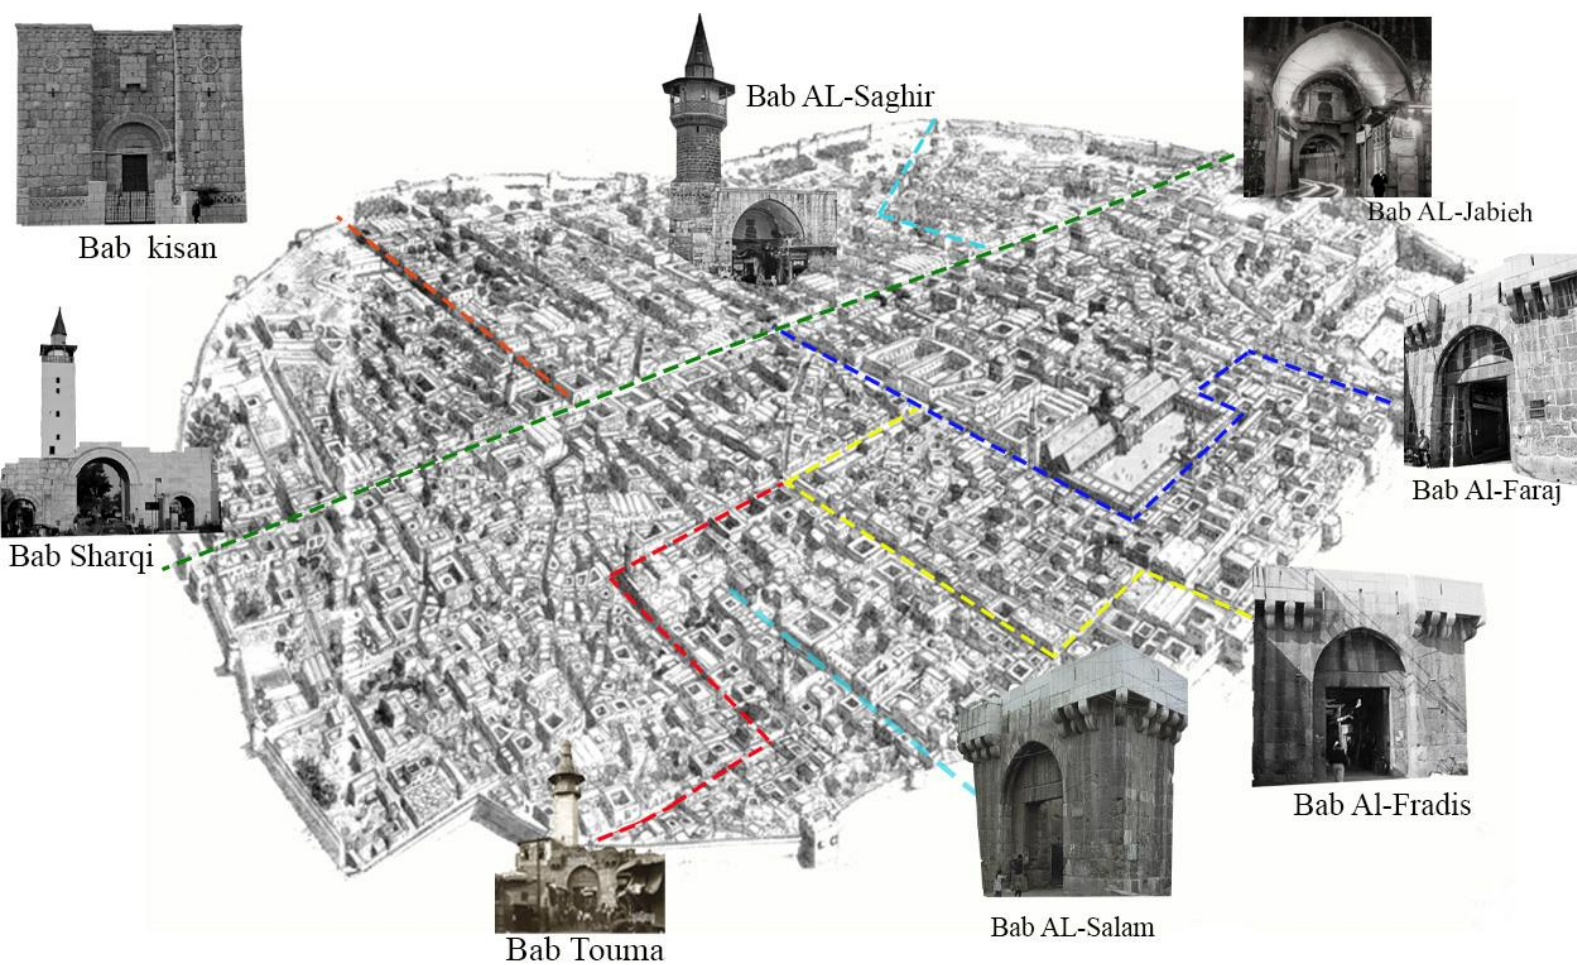 Bab AL-Saghir
Bab AL-Jabieh
Bab kisan
Bab Al-Faraj
Bab Sharqi
Bab Al-Fradis
Bab AL-Salam
Bab Touma